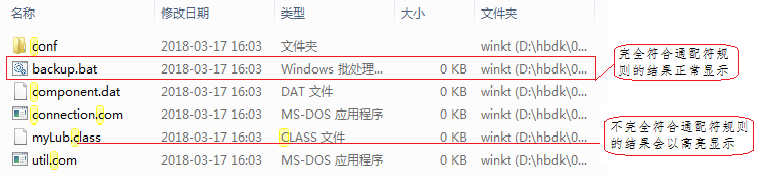 名称 修改日期 类型 大小 文件夹
conf 2018-03-17 16:03 文件夹 winkt (D:\hbdk\0...
backup.bat 2018-03-17 16:03 Windows 批处理... 0 KB winkt (D:\hbdk\0...
完全符合通配符规
则的结果正常显示
component.dat 2018-03-17 16:03 DAT 文件 0 KB winkt (D:\hbdk\0...
connection.com 2018-03-17 16:03 MS-DOS 应用程序 0 KB winkt (D:\hbdk\0...
myLub.class 2018-03-17 16:03 CLASS 文件 0 KB winkt (D:\hbdk\0...
不完全符合通配符规则
的结果会以高亮显示
util.com 2018-03-17 16:03 MS-DOS 应用程序 0 KB winkt (D:\hbdk\0...